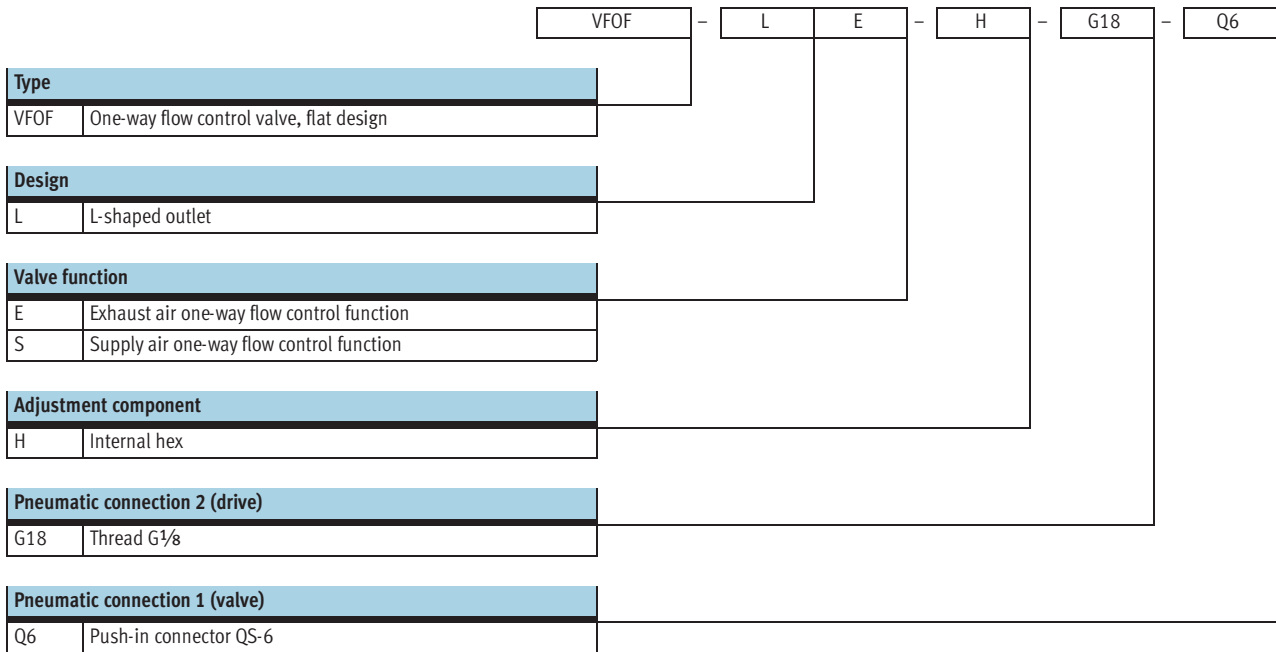 VFOF – L E – H – G18 – Q6
Type
VFOF One-way flow control valve, flat design
Design
L L-shaped outlet
Valve function
E Exhaust air one-way flow control function
S Supply air one-way flow control function
Adjustment component
H Internal hex
Pneumatic connection 2 (drive)
G18 Thread G⅛
Pneumatic connection 1 (valve)
Q6 Push-in connector QS-6